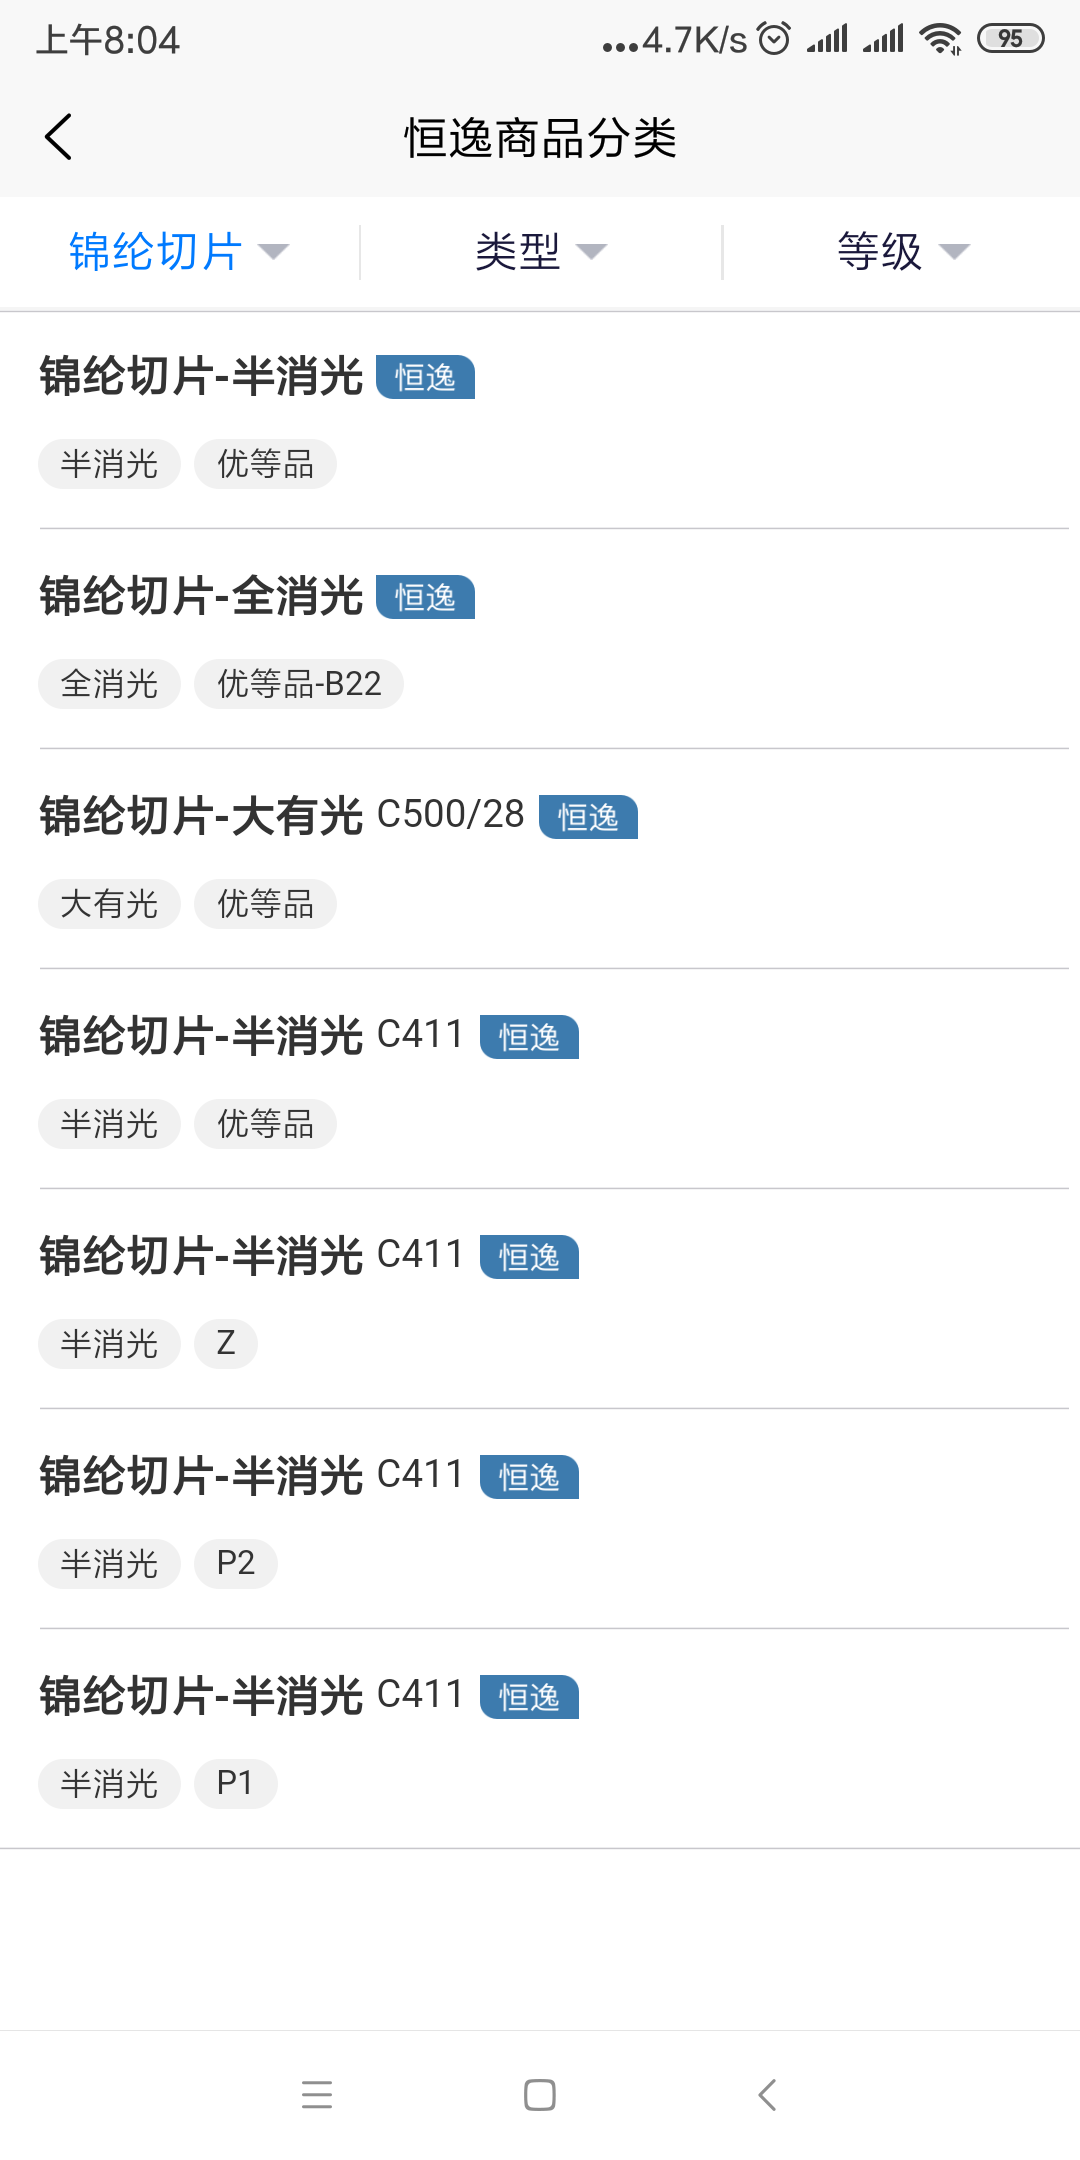 上午8:04 ...4.7K/s 95
恒逸商品分类
锦纶切片 类型 等级
锦纶切片-半消光 恒逸
半消光 优等品
锦纶切片-全消光 恒逸
全消光 优等品-B22
锦纶切片-大有光 C500/28 恒逸
大有光 优等品
锦纶切片-半消光 C411 恒逸
半消光 优等品
锦纶切片-半消光 C411 恒逸
半消光 Z
锦纶切片-半消光 C411 恒逸
半消光 P2
锦纶切片-半消光 C411 恒逸
半消光 P1